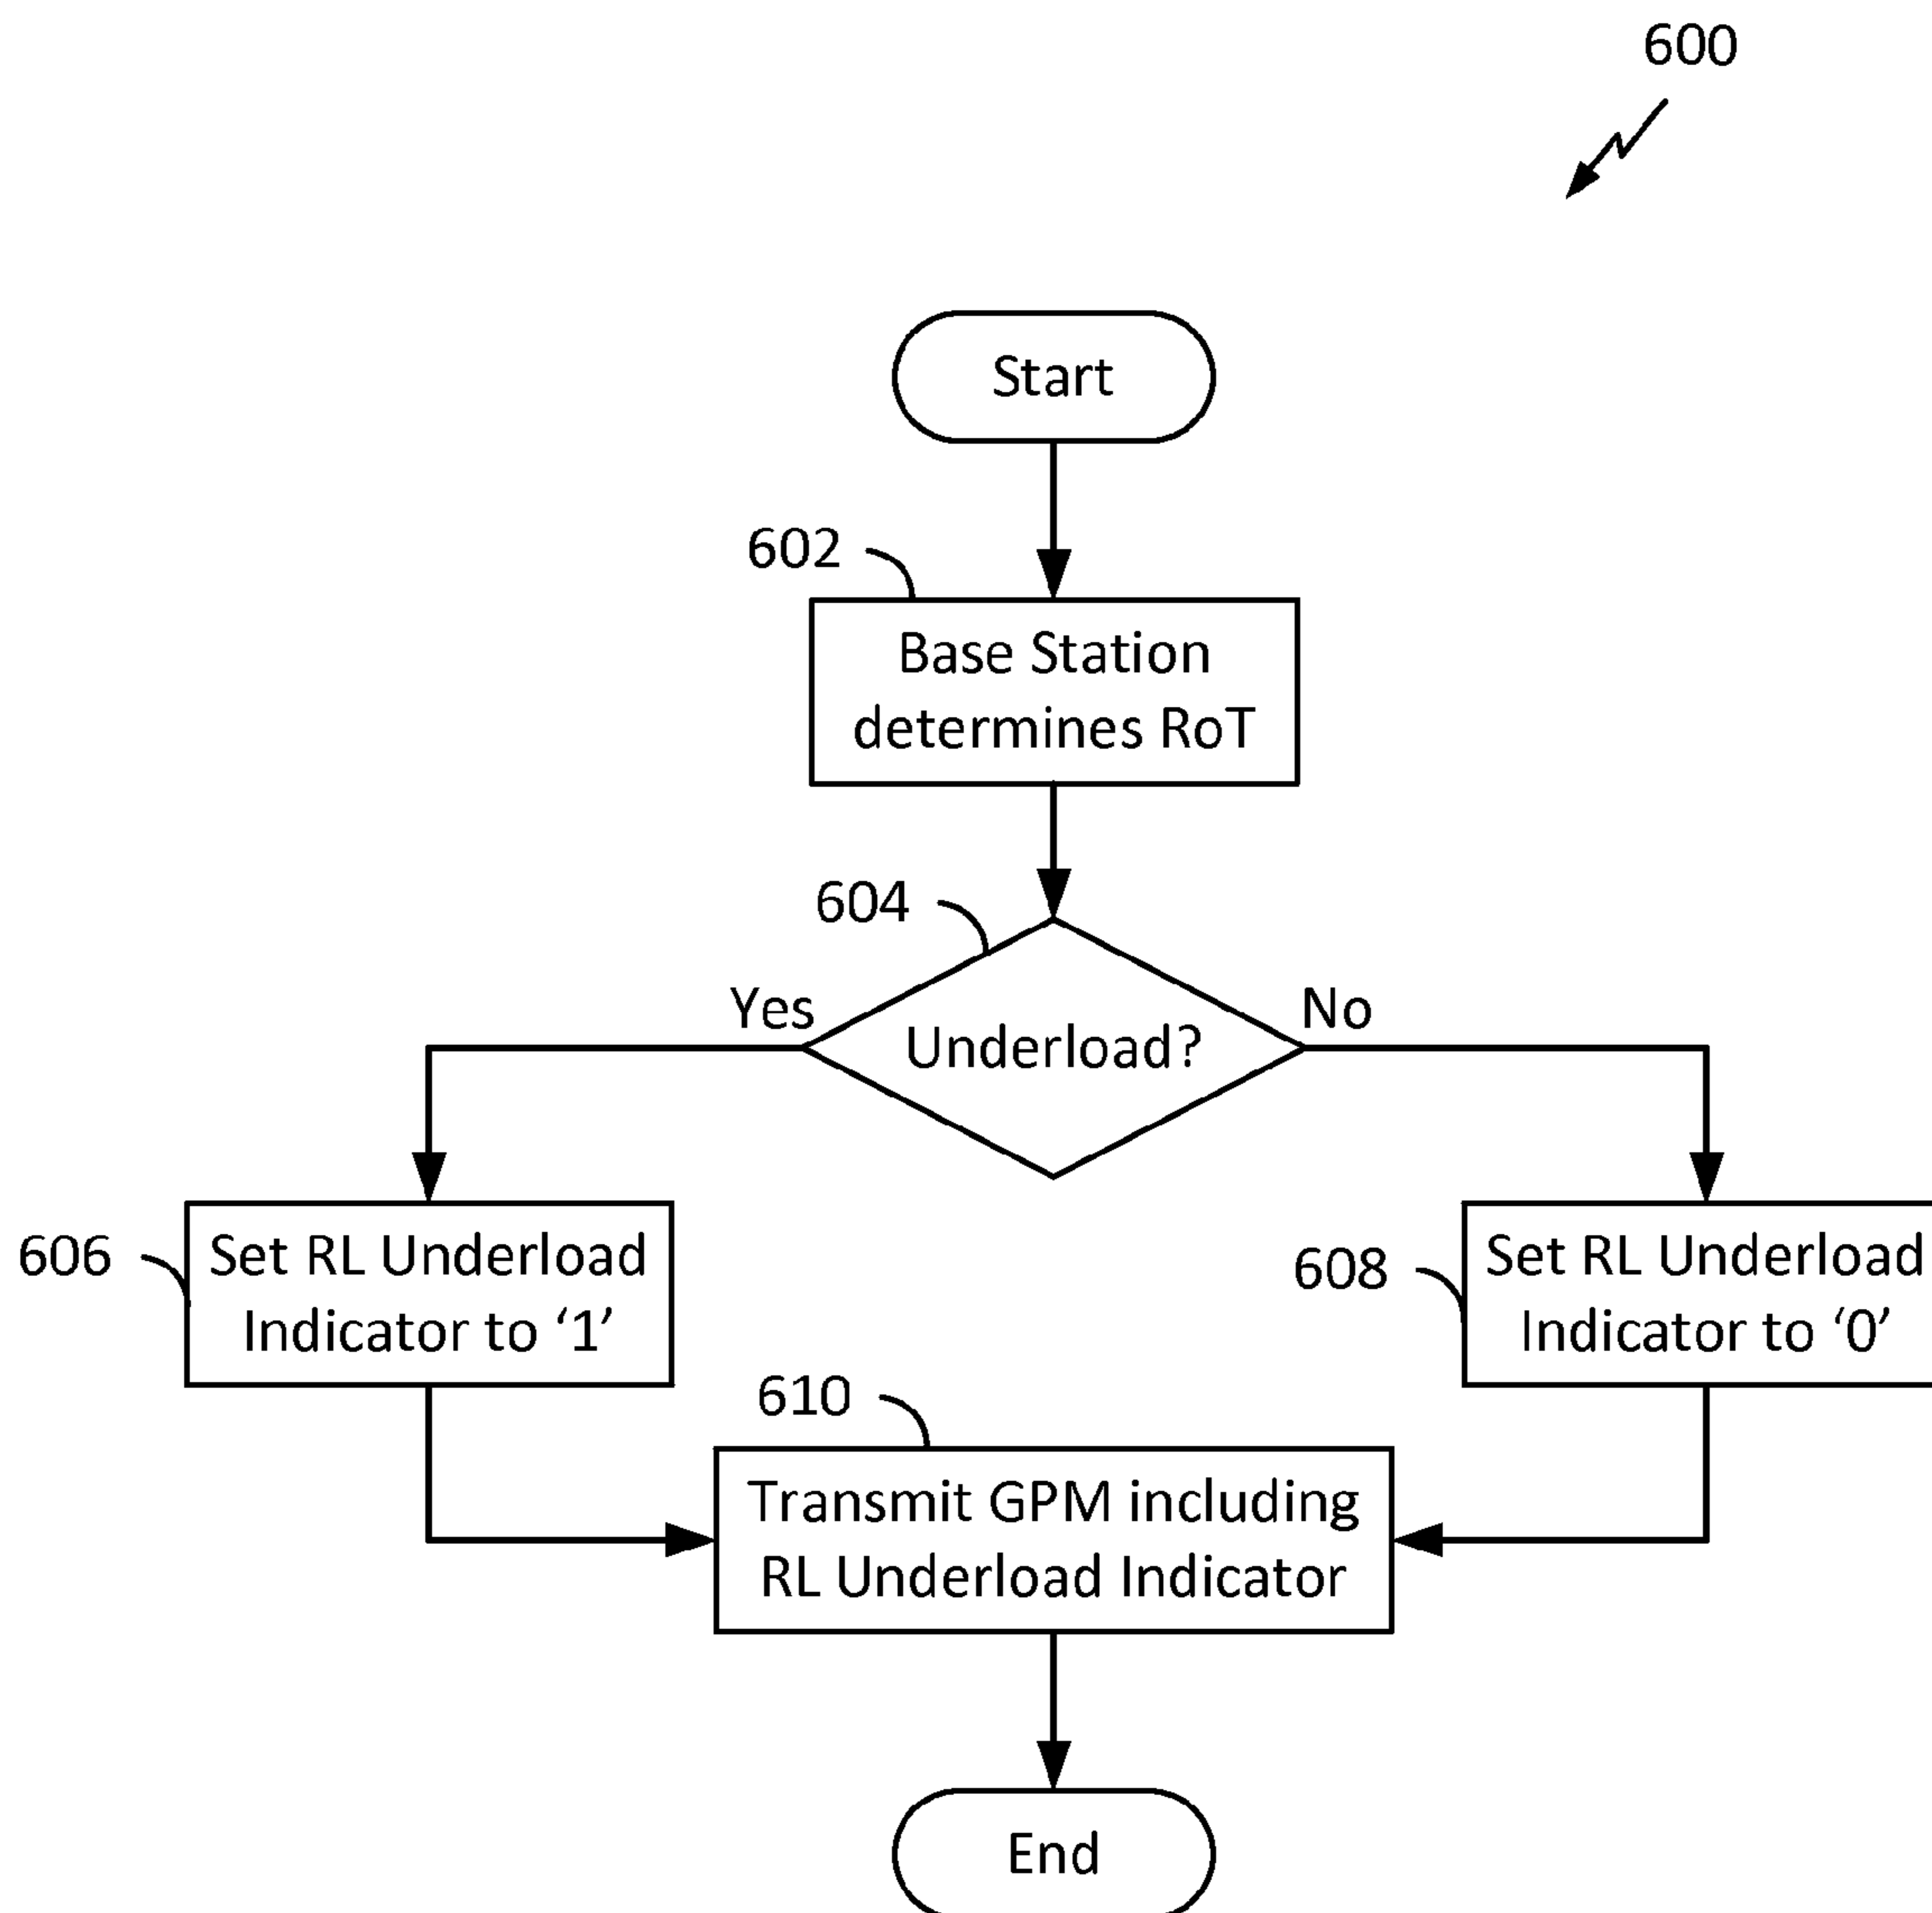 600
Start
602
Base Station
determines RoT
604
Yes
No
Underload?
606
Set RL Underload
Indicator to ‘1’
608
Set RL Underload
Indicator to ‘0’
610
Transmit GPM including
RL Underload Indicator
End